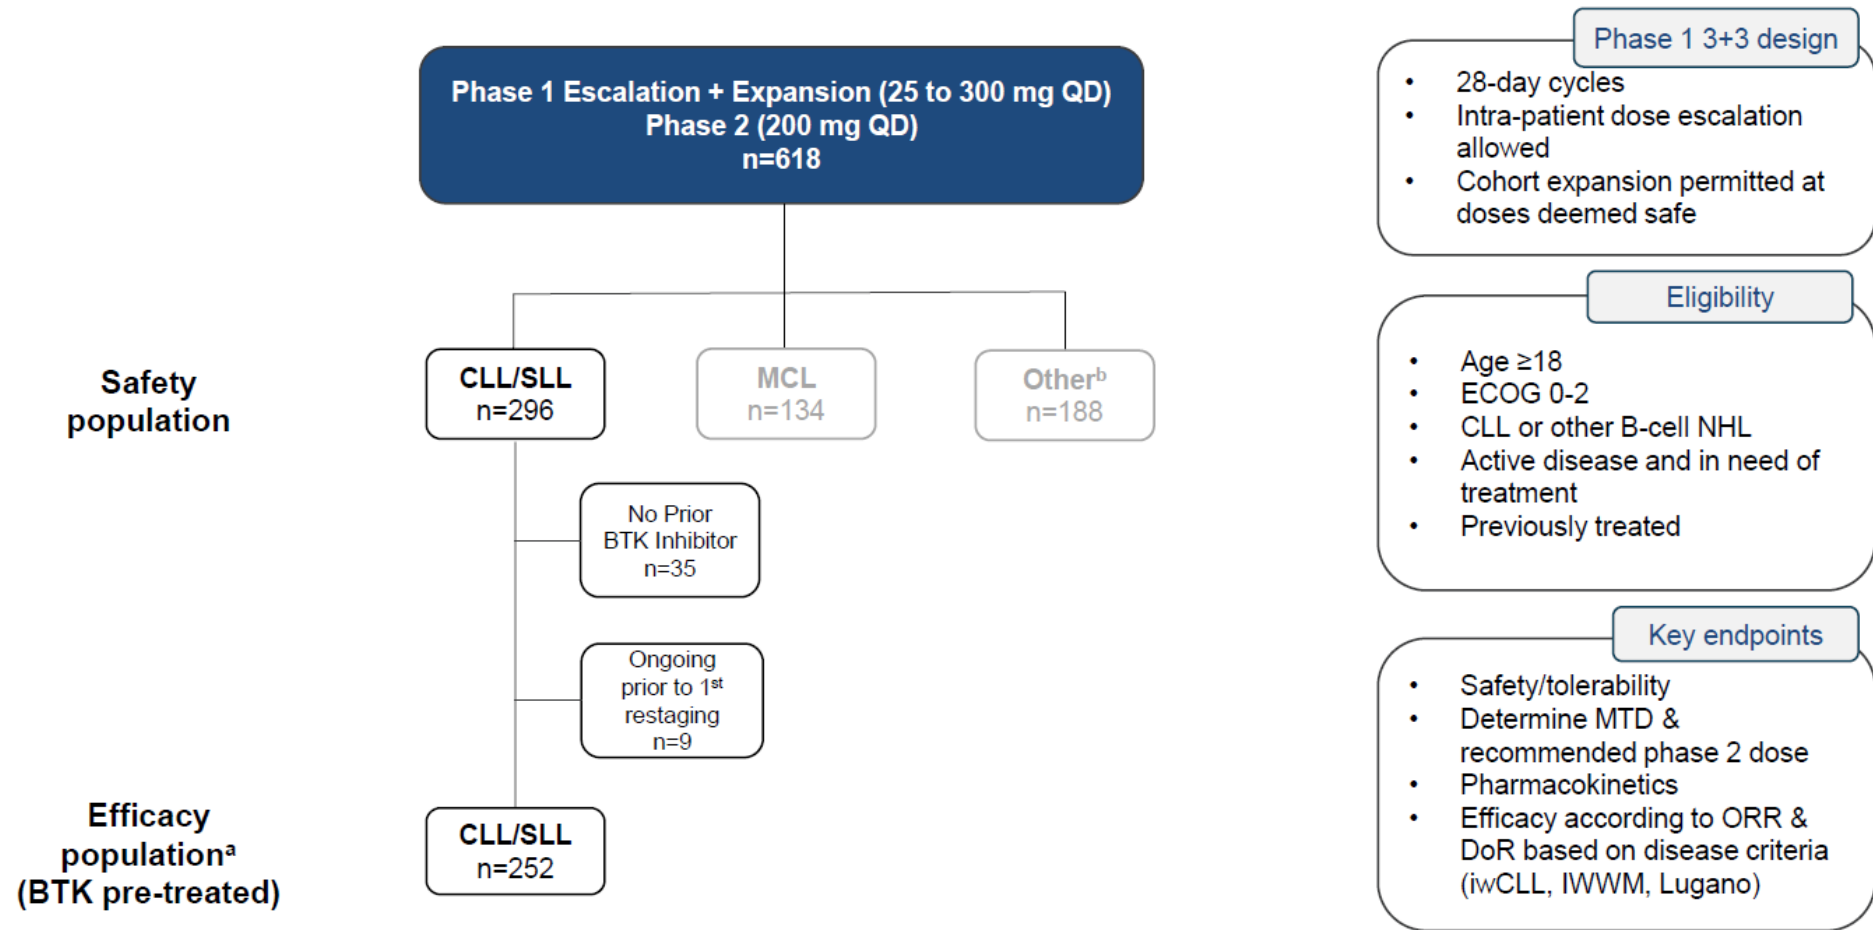 Phase 1 Escalation + Expansion (25 to 300 mg QD)
Phase 2 (200 mg QD)
n=618
Safety
population
CLL/SLL
n=296
MCL
n=134
Otherᵇ
n=188
No Prior
BTK Inhibitor
n=35
Ongoing
prior to 1ˢᵗ
restaging
n=9
Efficacy
populationᵃ
(BTK pre-treated)
CLL/SLL
n=252
Phase 1 3+3 design
• 28-day cycles
• Intra-patient dose escalation
allowed
• Cohort expansion permitted at
doses deemed safe
Eligibility
• Age ≥18
• ECOG 0-2
• CLL or other B-cell NHL
• Active disease and in need of
treatment
• Previously treated
Key endpoints
• Safety/tolerability
• Determine MTD &
recommended phase 2 dose
• Pharmacokinetics
• Efficacy according to ORR &
DoR based on disease criteria
(iwCLL, IWWM, Lugano)